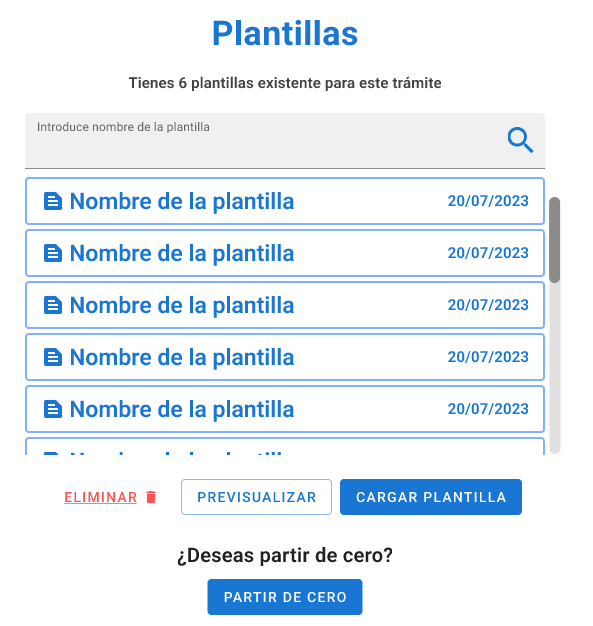 Plantillas
Tienes 6 plantillas existente para este trámite
Introduce nombre de la plantilla
Nombre de la plantilla 20/07/2023
Nombre de la plantilla 20/07/2023
Nombre de la plantilla 20/07/2023
Nombre de la plantilla 20/07/2023
Nombre de la plantilla 20/07/2023
ELIMINAR PREVISUALIZAR CARGAR PLANTILLA
¿Deseas partir de cero?
PARTIR DE CERO